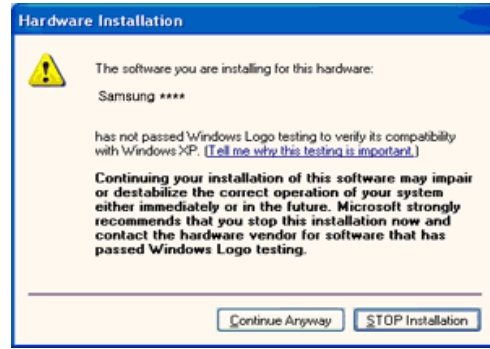 Hardware Installation
The software you are installing for this hardware:
Samsung ****
has not passed Windows Logo testing to verify its compatibility
with Windows XP. (Tell me why this testing is important.)
Continuing your installation of this software may impair
or destabilize the correct operation of your system
either immediately or in the future. Microsoft strongly
recommends that you stop this installation now and
contact the hardware vendor for software that has
passed Windows Logo testing.
Continue Anyway
STOP Installation